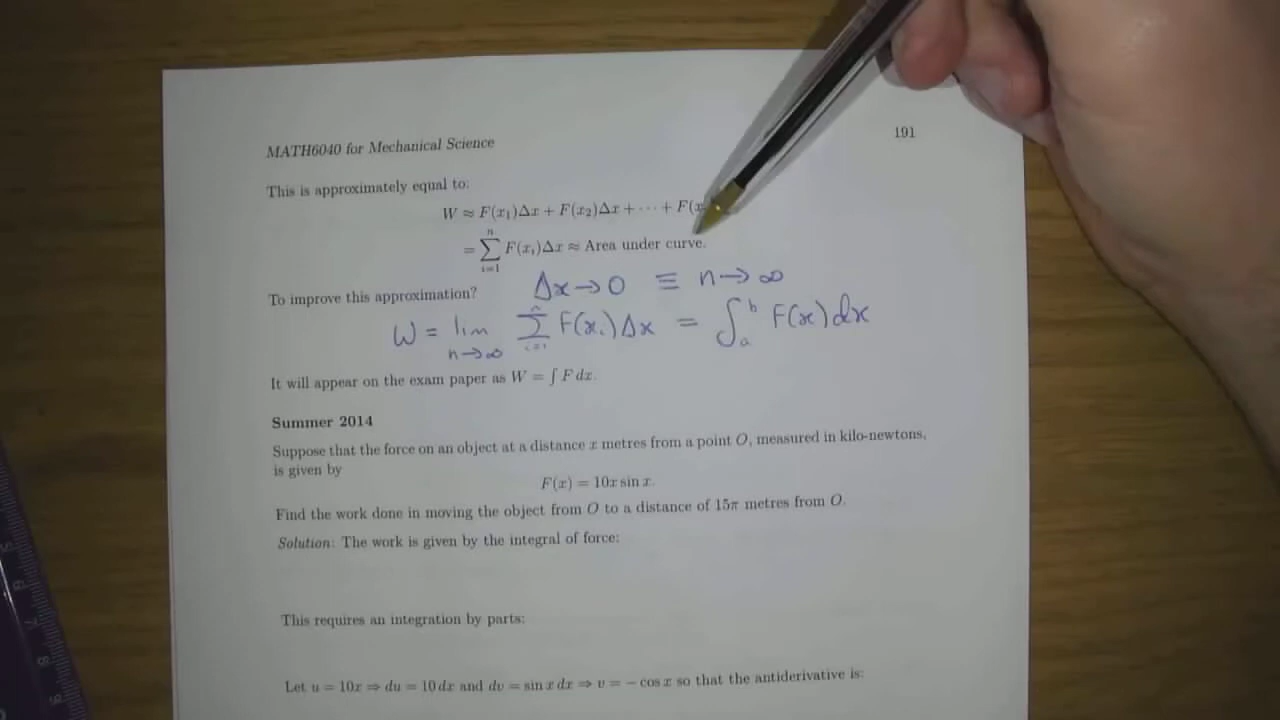 MATH6040 for Mechanical Science 191
This is approximately equal to:
W ≈ F(x₁)Δx + F(x₂)Δx + ··· + F(x
= ∑ᵢ₌₁ⁿ F(xᵢ)Δx ≈ Area under curve.
To improve this approximation? Δx → 0 ≡ n → ∞
W = lim n→∞ ∑ᵢ₌₁ⁿ F(xᵢ)Δx = ∫ₐᵇ F(x)dx
It will appear on the exam paper as W = ∫ F dx.
Summer 2014
Suppose that the force on an object at a distance x metres from a point O, measured in kilo-newtons,
is given by
F(x) = 10x sin x.
Find the work done in moving the object from O to a distance of 15π metres from O.
Solution: The work is given by the integral of force:
This requires an integration by parts:
Let u = 10x ⇒ du = 10 dx and dv = sin x dx ⇒ v = − cos x so that the antiderivative is: